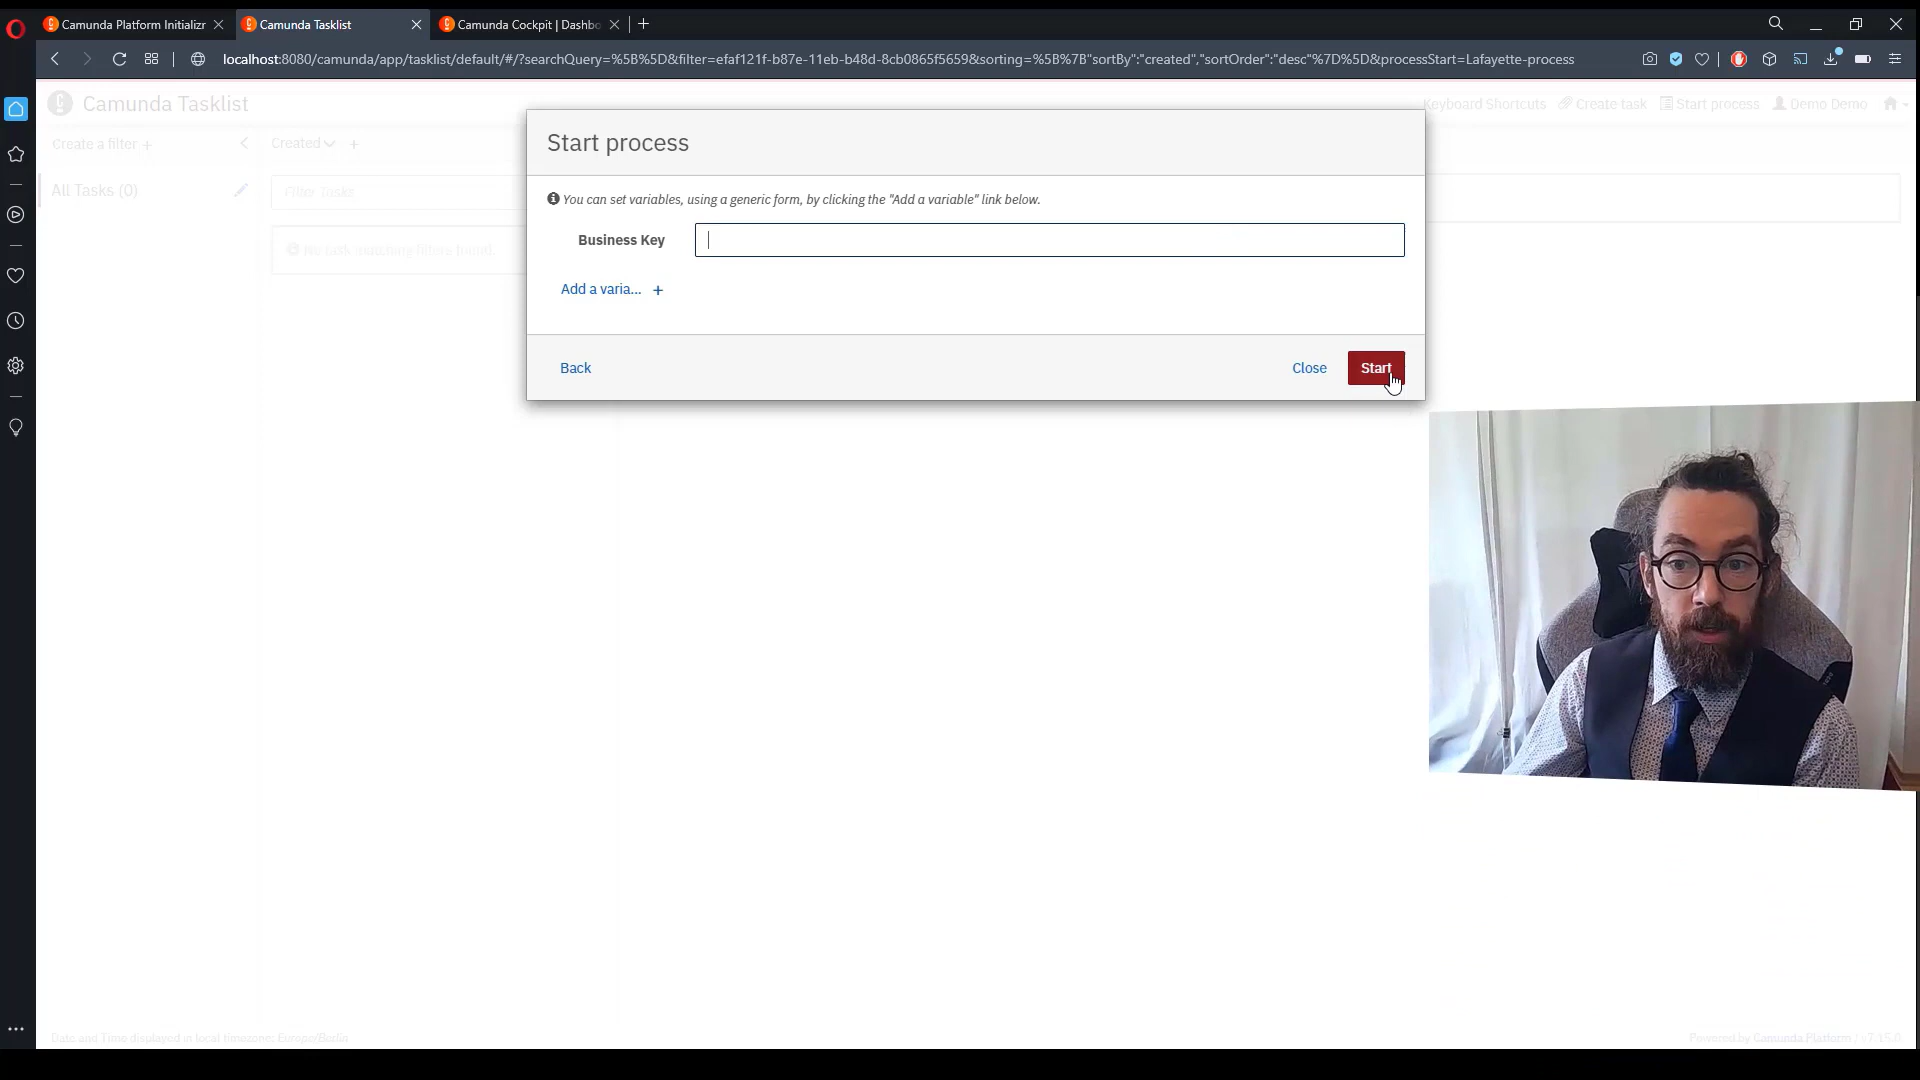 Camunda Platform Initializr
Camunda Tasklist
Camunda Cockpit | Dashbo
localhost:8080/camunda/app/tasklist/default/#/?searchQuery=%5B%5D&filter=efaf121f-b87e-11eb-b48d-8cb0865f5659&sorting=%5B%7B"sortBy":"created","sortOrder":"desc"%7D%5D&processStart=Lafayette-process
Camunda Tasklist
Keyboard Shortcuts
Create task
Start process
Demo Demo
Create a filter +
Created
All Tasks (0)
Filter Tasks
No task matching filters found.
Start process
You can set variables, using a generic form, by clicking the "Add a variable" link below.
Business Key
Add a varia... +
Back
Close
Start
Date and Time displayed in local timezone: Europe/Berlin
Powered by Camunda Platform / v7.15.0